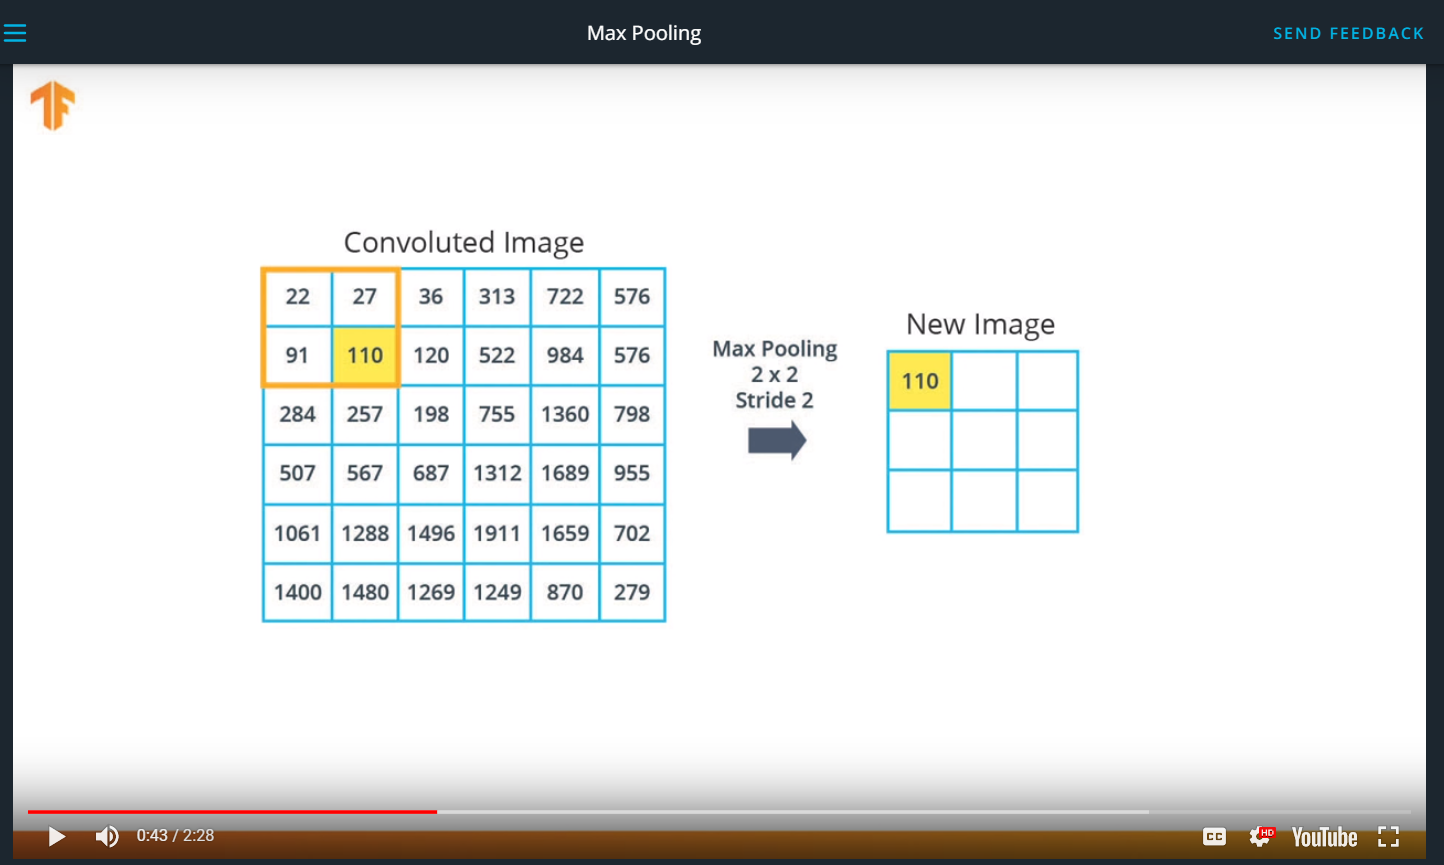 Max Pooling
SEND FEEDBACK
Convoluted Image
22 27 36 313 722 576
91 110 120 522 984 576
284 257 198 755 1360 798
507 567 687 1312 1689 955
1061 1288 1496 1911 1659 702
1400 1480 1269 1249 870 279
Max Pooling
2 x 2
Stride 2
New Image
110
0:43 / 2:28
CC
HD
YouTube